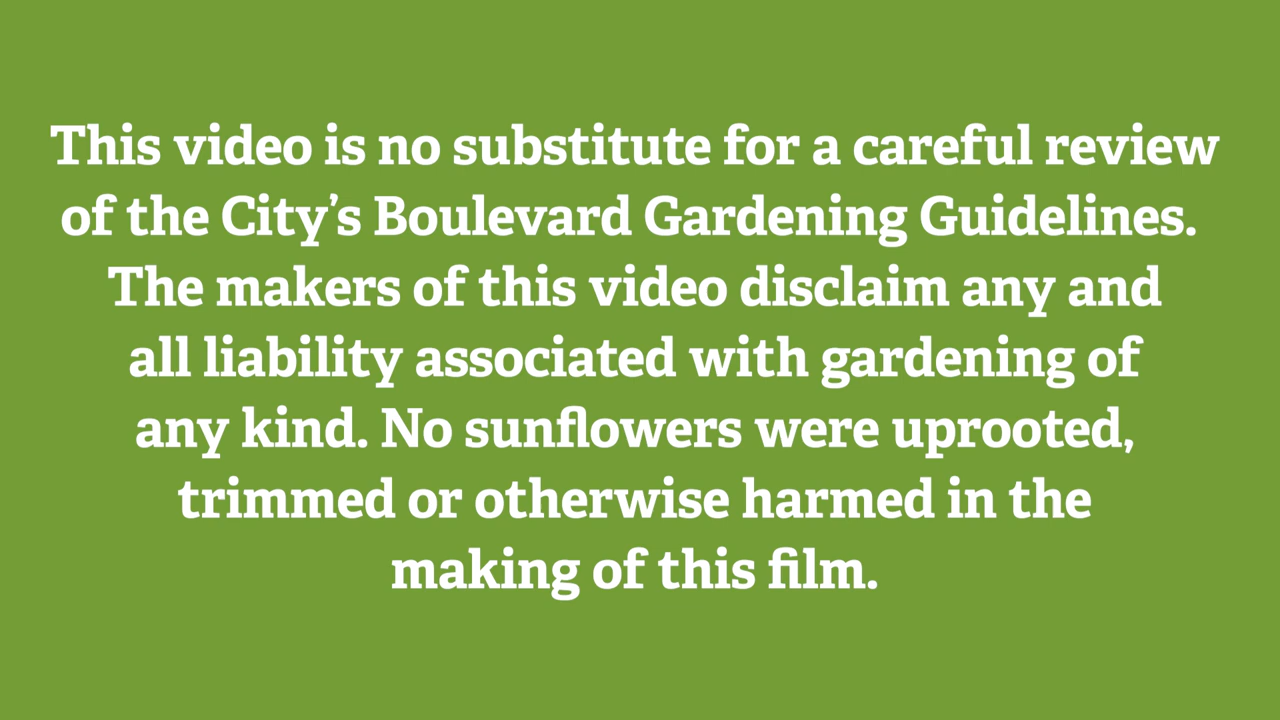 This video is no substitute for a careful review
of the City’s Boulevard Gardening Guidelines.
The makers of this video disclaim any and
all liability associated with gardening of
any kind. No sunflowers were uprooted,
trimmed or otherwise harmed in the
making of this film.